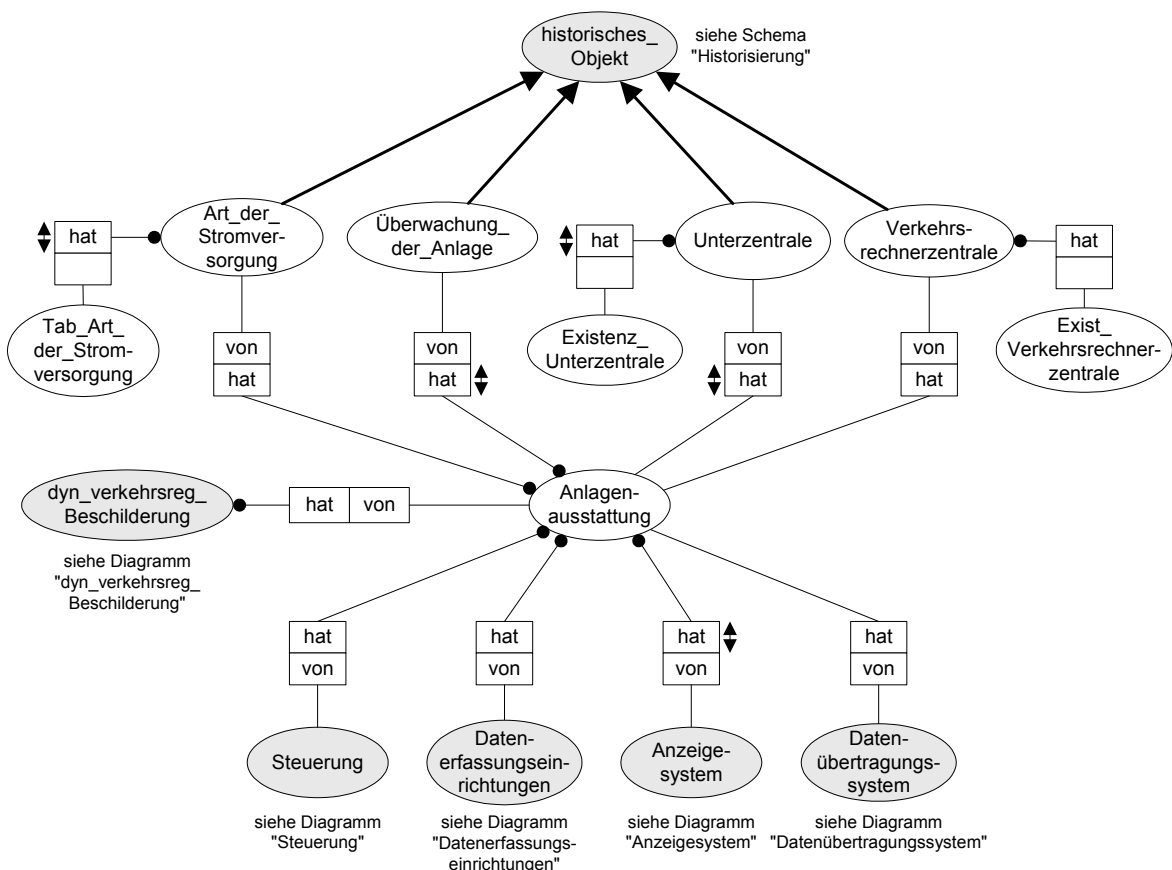 historisches_
Objekt
siehe Schema
"Historisierung"
hat
Art_der_
Stromver-
sorgung
Überwachung_
der_Anlage
hat
Unterzentrale
Verkehrs-
rechnerzentrale
hat
Tab_Art_
der_Strom-
versorgung
von
hat
von
hat
Existenz_
Unterzentrale
von
hat
von
hat
Exist_
Verkehrsrechner-
zentrale
dyn_verkehrsreg_
Beschilderung
hat
von
Anlagen-
ausstattung
siehe Diagramm
"dyn_verkehrsreg_
Beschilderung"
hat
von
hat
von
hat
von
hat
von
Steuerung
Daten-
erfassungsein-
richtungen
Anzeige-
system
Daten-
übertragungs-
system
siehe Diagramm
"Steuerung"
siehe Diagramm
"Datenerfassungs-
einrichtungen"
siehe Diagramm
"Anzeigesystem"
siehe Diagramm
"Datenübertragungssystem"